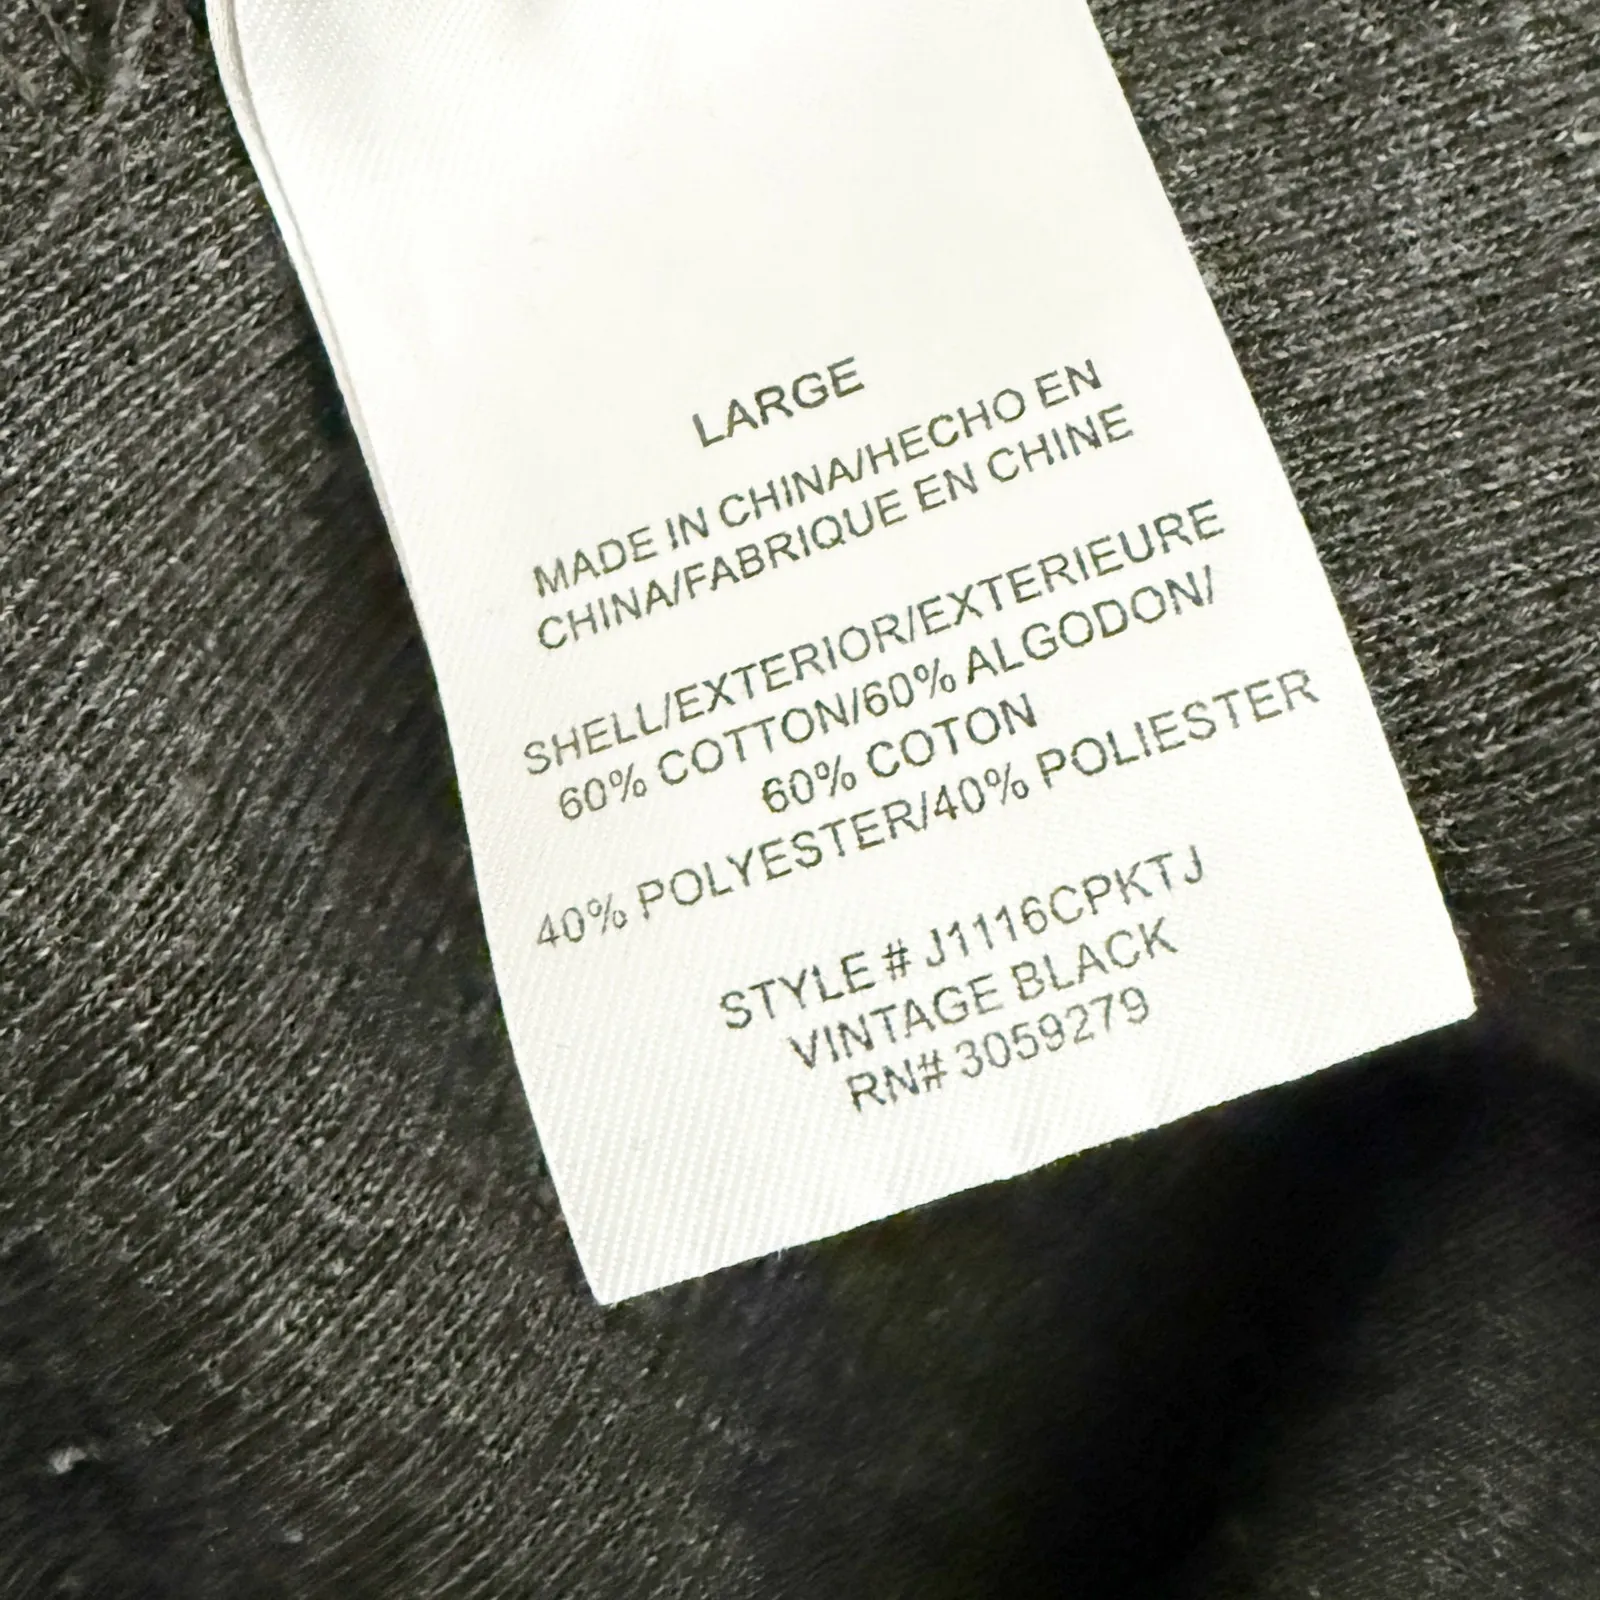 LARGE
MADE IN CHINA/HECHO EN
CHINA/FABRIQUE EN CHINE
SHELL/EXTERIOR/EXTERIEURE
60% COTTON/60% ALGODON/
60% COTON
40% POLYESTER/40% POLIESTER
STYLE # J1116CPKTJ
VINTAGE BLACK
RN# 3059279